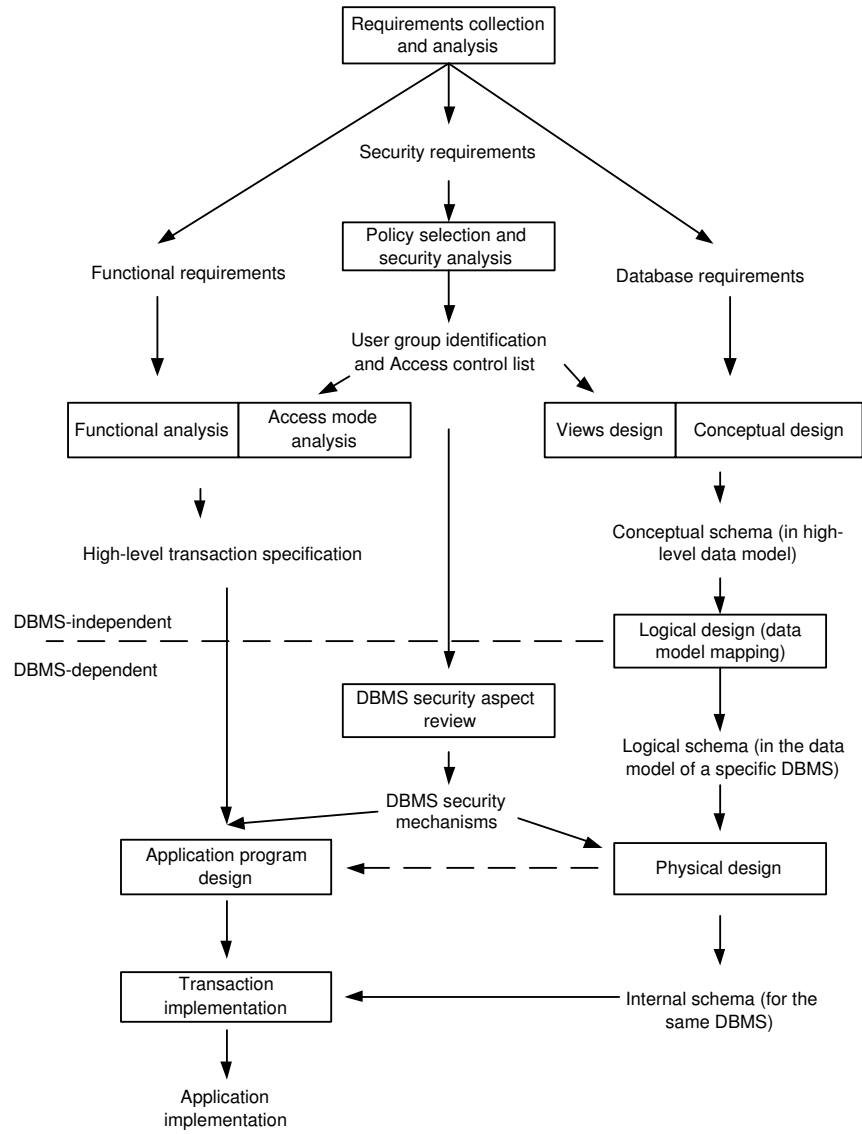 Requirements collection
and analysis
Security requirements
Policy selection and
security analysis
Functional requirements
Database requirements
User group identification
and Access control list
Functional analysis
Access mode
analysis
Views design
Conceptual design
High-level transaction specification
Conceptual schema (in high-
level data model)
DBMS-independent
DBMS-dependent
Logical design (data
model mapping)
DBMS security aspect
review
Logical schema (in the data
model of a specific DBMS)
DBMS security
mechanisms
Application program
design
Physical design
Transaction
implementation
Internal schema (for the
same DBMS)
Application
implementation